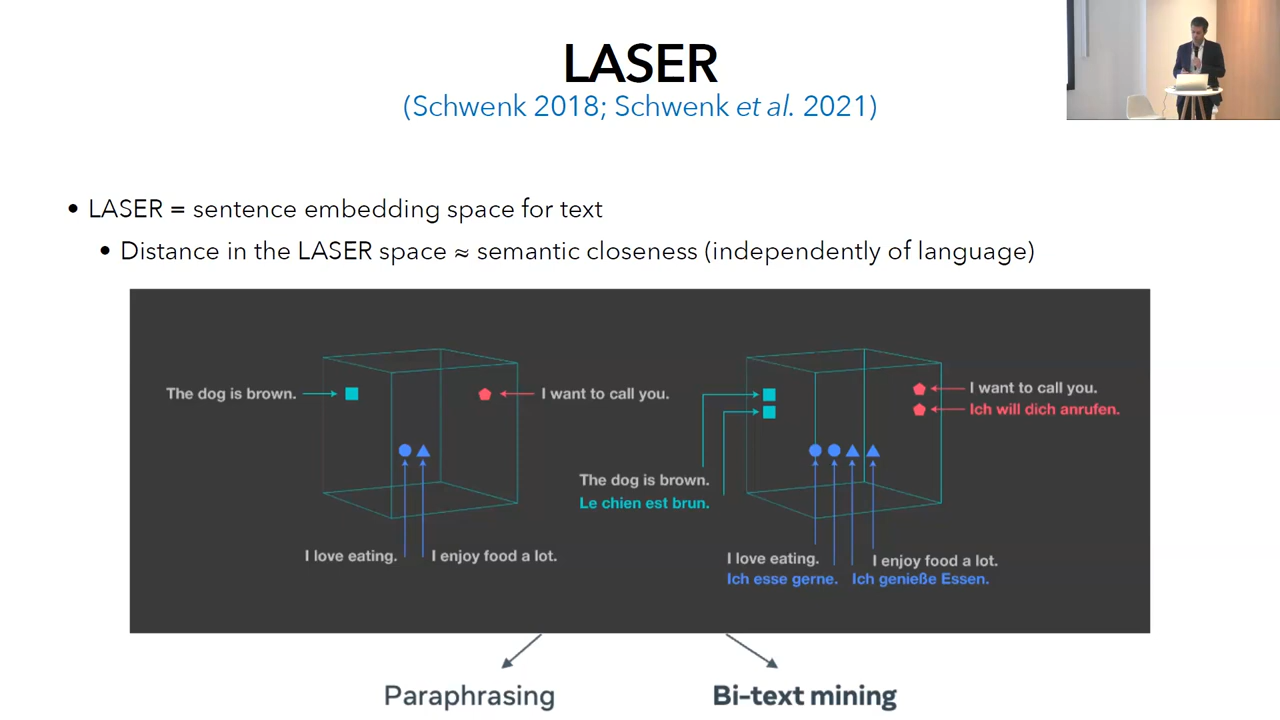 LASER
(Schwenk 2018; Schwenk et al. 2021)
• LASER = sentence embedding space for text
• Distance in the LASER space ≈ semantic closeness (independently of language)
The dog is brown.
I want to call you.
I love eating.
I enjoy food a lot.
I want to call you.
Ich will dich anrufen.
The dog is brown.
Le chien est brun.
I love eating.
Ich esse gerne.
I enjoy food a lot.
Ich genieße Essen.
Paraphrasing
Bi-text mining